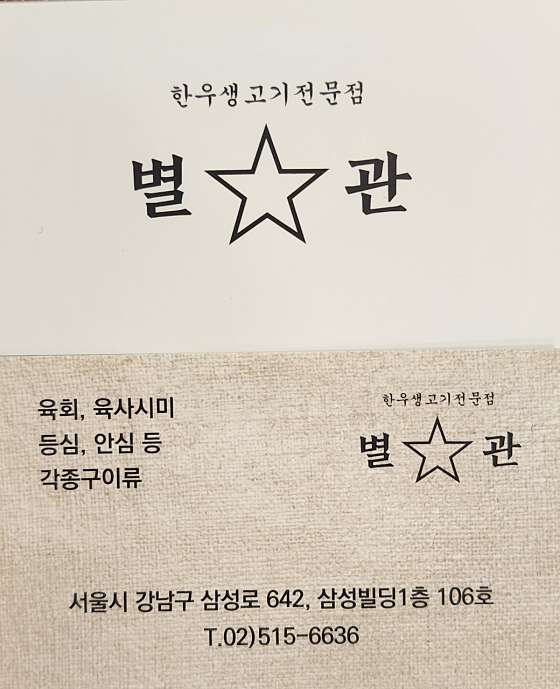 한우생고기전문점
별☆관
육회, 육사시미
등심, 안심 등
각종구이류
한우생고기전문점
별☆관
서울시 강남구 삼성로 642, 삼성빌딩1층 106호
T.02)515-6636